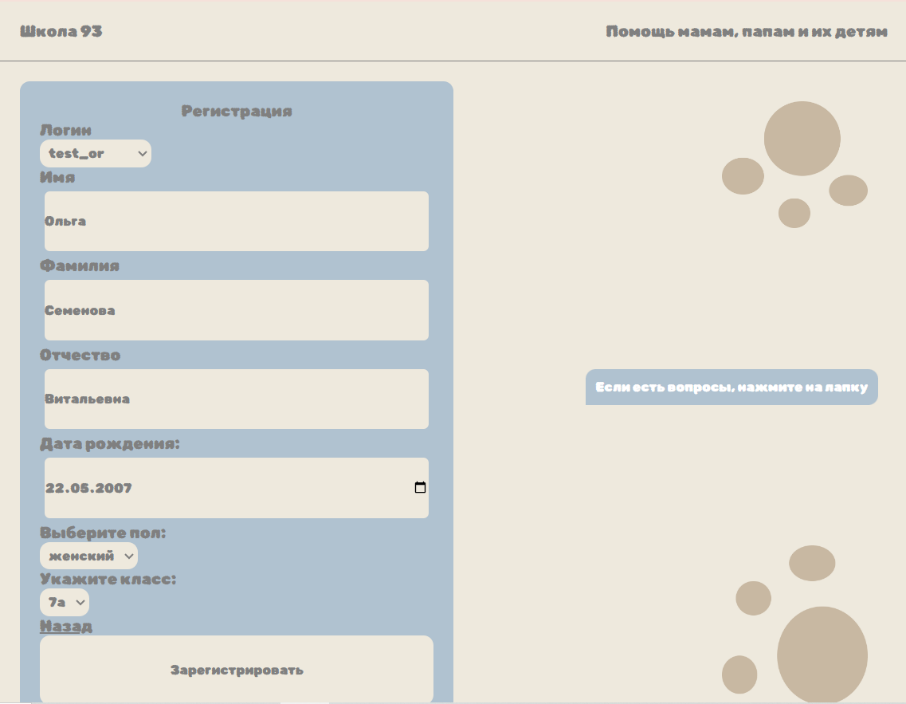 Школа 93
Помощь мамам, папам и их детям
Регистрация
Логин
test_or
Имя
Ольга
Фамилия
Семенова
Отчество
Витальевна
Дата рождения:
22.05.2007
Если есть вопросы, нажмите на лапку
Выберите пол:
женский
Укажите класс:
7а
Назад
Зарегистрировать